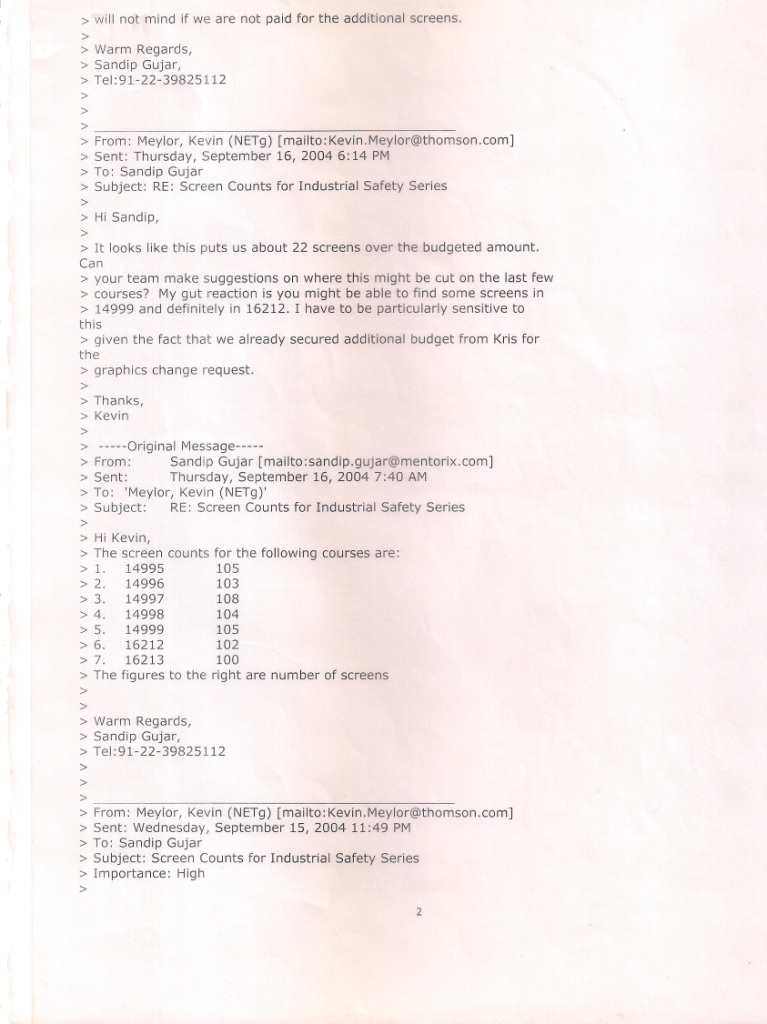 > will not mind if we are not paid for the additional screens.
>
> Warm Regards,
> Sandip Gujar,
> Tel:91-22-39825112
>
>
> ________________________________________________
> From: Meylor, Kevin (NETg) [mailto:Kevin.Meylor@thomson.com]
> Sent: Thursday, September 16, 2004 6:14 PM
> To: Sandip Gujar
> Subject: RE: Screen Counts for Industrial Safety Series
>
> Hi Sandip,
>
> It looks like this puts us about 22 screens over the budgeted amount.
Can
> your team make suggestions on where this might be cut on the last few
> courses? My gut reaction is you might be able to find some screens in
> 14999 and definitely in 16212. I have to be particularly sensitive to
this
> given the fact that we already secured additional budget from Kris for
the
> graphics change request.
>
> Thanks,
> Kevin
>
> -----Original Message-----
> From: Sandip Gujar [mailto:sandip.gujar@mentorix.com]
> Sent: Thursday, September 16, 2004 7:40 AM
> To: 'Meylor, Kevin (NETg)'
> Subject: RE: Screen Counts for Industrial Safety Series
>
> Hi Kevin,
> The screen counts for the following courses are:
> 1. 14995 105
> 2. 14996 103
> 3. 14997 108
> 4. 14998 104
> 5. 14999 105
> 6. 16212 102
> 7. 16213 100
> The figures to the right are number of screens
>
>
> Warm Regards,
> Sandip Gujar,
> Tel:91-22-39825112
>
>
> ________________________________________________
> From: Meylor, Kevin (NETg) [mailto:Kevin.Meylor@thomson.com]
> Sent: Wednesday, September 15, 2004 11:49 PM
> To: Sandip Gujar
> Subject: Screen Counts for Industrial Safety Series
> Importance: High
>
2